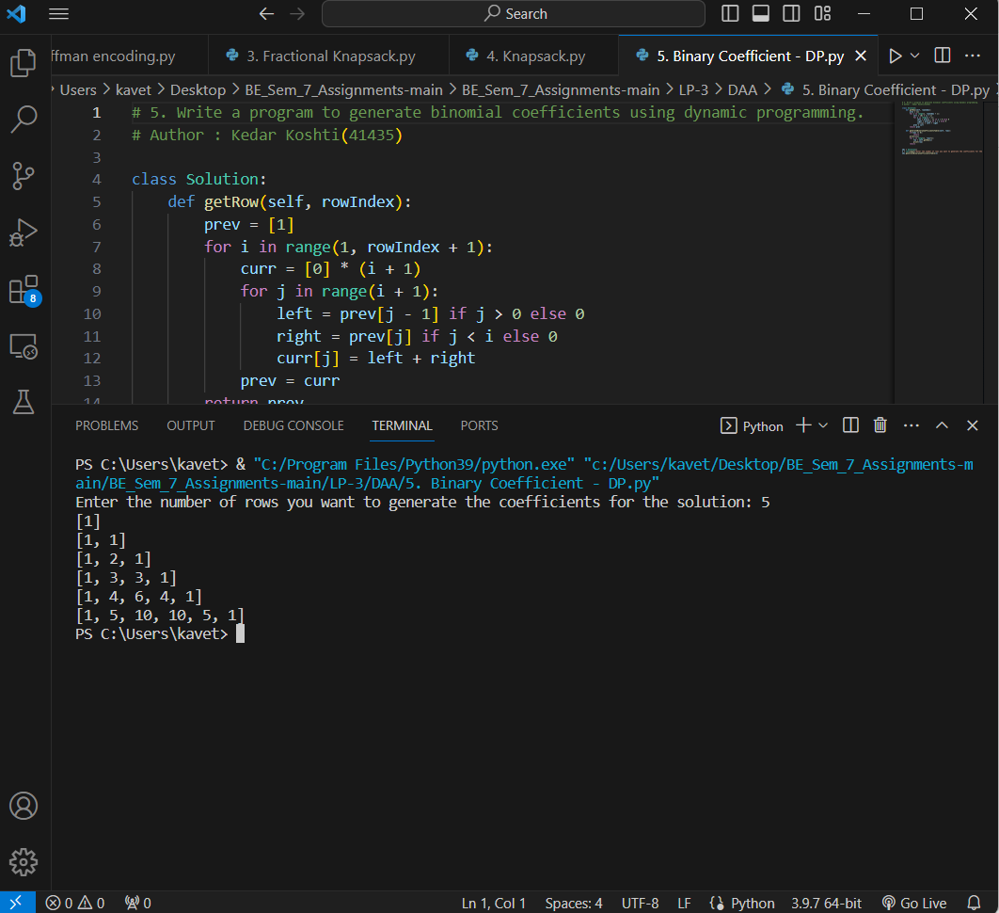 Search
ffman encoding.py
3. Fractional Knapsack.py
4. Knapsack.py
5. Binary Coefficient - DP.py
Users > kavet > Desktop > BE_Sem_7_Assignments-main > BE_Sem_7_Assignments-main > LP-3 > DAA > 5. Binary Coefficient - DP.py
1 # 5. Write a program to generate binomial coefficients using dynamic programming.
2 # Author : Kedar Koshti(41435)
3
4 class Solution:
5 def getRow(self, rowIndex):
6 prev = [1]
7 for i in range(1, rowIndex + 1):
8 curr = [0] * (i + 1)
9 for j in range(i + 1):
10 left = prev[j - 1] if j > 0 else 0
11 right = prev[j] if j < i else 0
12 curr[j] = left + right
13 prev = curr
14 return prev
8
PROBLEMS OUTPUT DEBUG CONSOLE TERMINAL PORTS
Python
PS C:\Users\kavet> & "C:/Program Files/Python39/python.exe" "c:/Users/kavet/Desktop/BE_Sem_7_Assignments-m
ain/BE_Sem_7_Assignments-main/LP-3/DAA/5. Binary Coefficient - DP.py"
Enter the number of rows you want to generate the coefficients for the solution: 5
[1]
[1, 1]
[1, 2, 1]
[1, 3, 3, 1]
[1, 4, 6, 4, 1]
[1, 5, 10, 10, 5, 1]
PS C:\Users\kavet>
0 0 0 Ln 1, Col 1 Spaces: 4 UTF-8 LF Python 3.9.7 64-bit Go Live